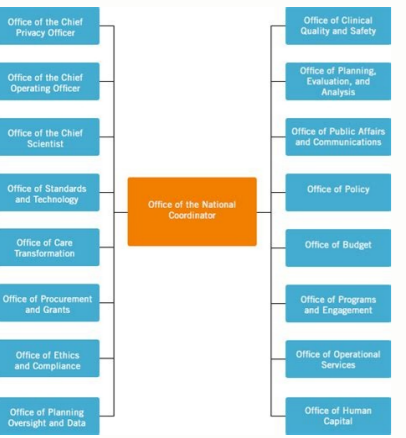 Office of the Chief
Privacy Officer
Office of the Chief
Operating Officer
Office of the Chief
Scientist
Office of Standards
and Technology
Office of Care
Transformation
Office of Procurement
and Grants
Office of Ethics
and Compliance
Office of Planning
Oversight and Data
Office of the National
Coordinator
Office of Clinical
Quality and Safety
Office of Planning,
Evaluation, and
Analysis
Office of Public Affairs
and Communications
Office of Policy
Office of Budget
Office of Programs
and Engagement
Office of Operational
Services
Office of Human
Capital